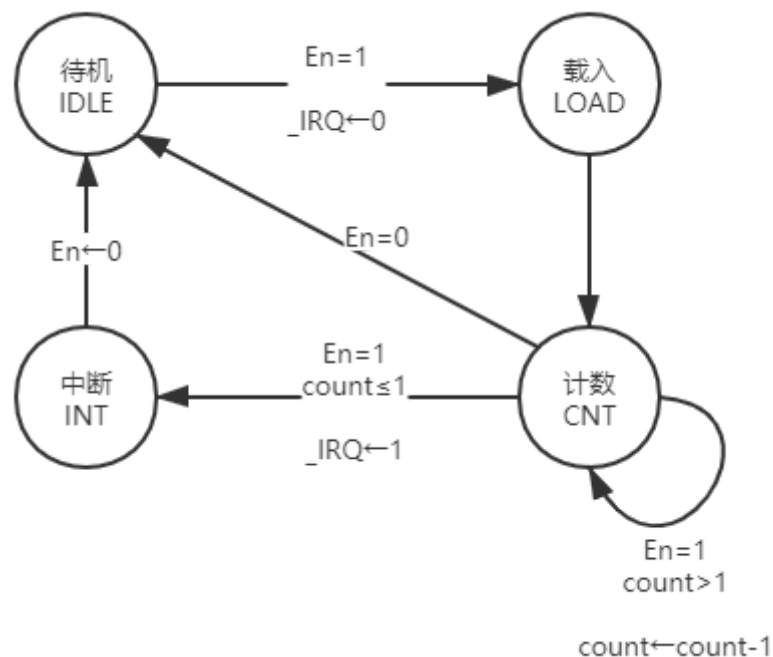 待机
IDLE
En=1
_IRQ←0
载入
LOAD
En←0
En=0
中断
INT
En=1
count≤1
_IRQ←1
计数
CNT
En=1
count>1
count←count-1